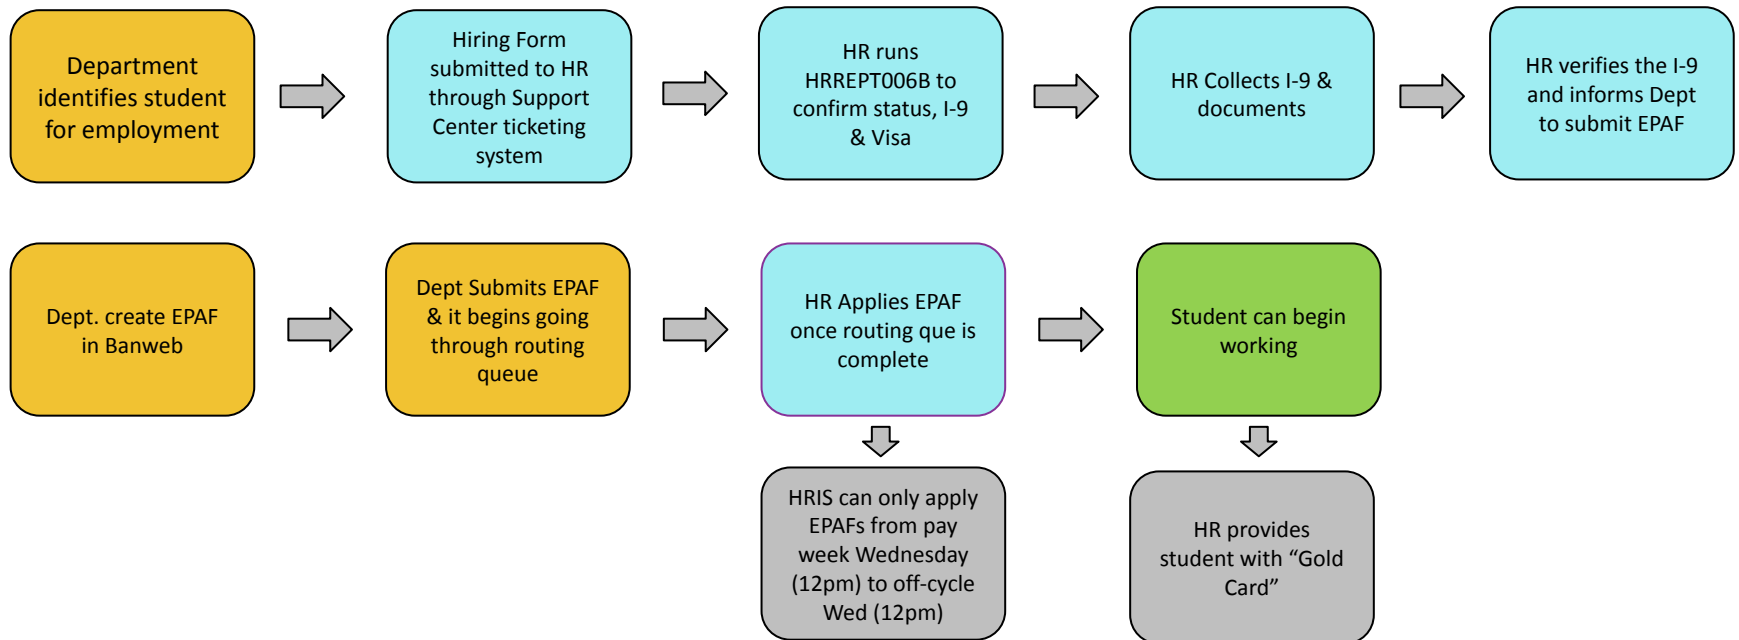 Department
identifies student
for employment
Hiring Form
submitted to HR
through Support
Center ticketing
system
HR runs
HRREPT006B to
confirm status, I-9
& Visa
HR Collects I-9 &
documents
HR verifies the I-9
and informs Dept
to submit EPAF
Dept. create EPAF
in Banweb
Dept Submits EPAF
& it begins going
through routing
queue
HR Applies EPAF
once routing que is
complete
Student can begin
working
HRIS can only apply
EPAFs from pay
week Wednesday
(12pm) to off-cycle
Wed (12pm)
HR provides
student with “Gold
Card”